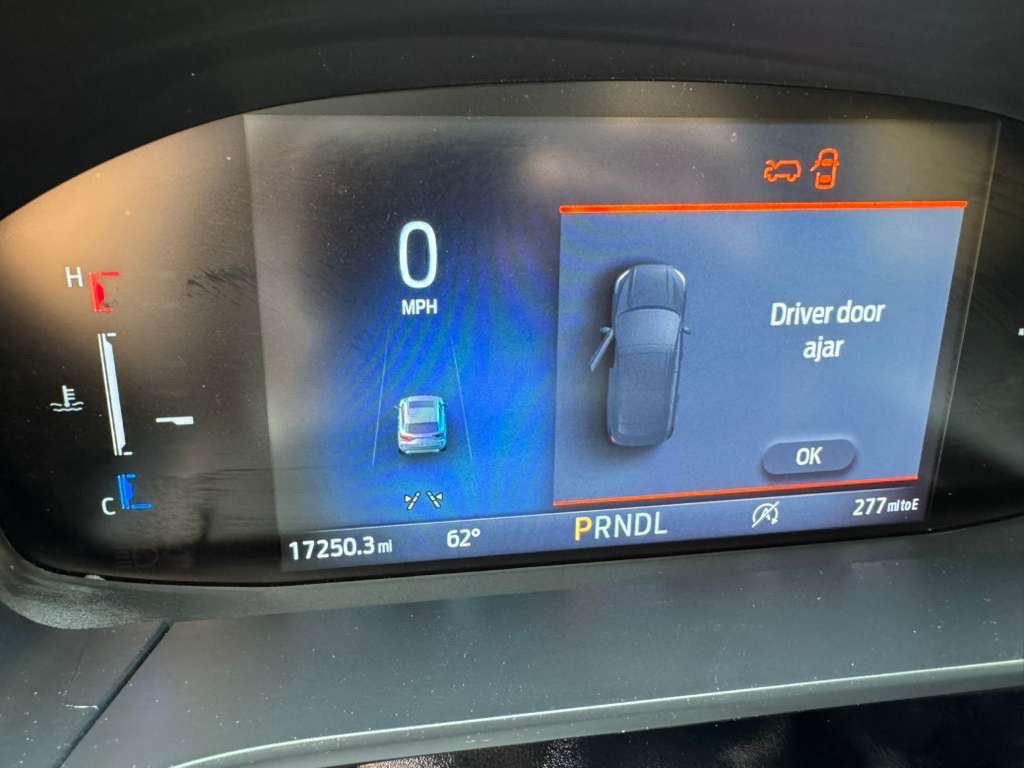 H
C
0
MPH
Driver door
ajar
OK
17250.3 mi
62°
PRNDL
277 mi to E